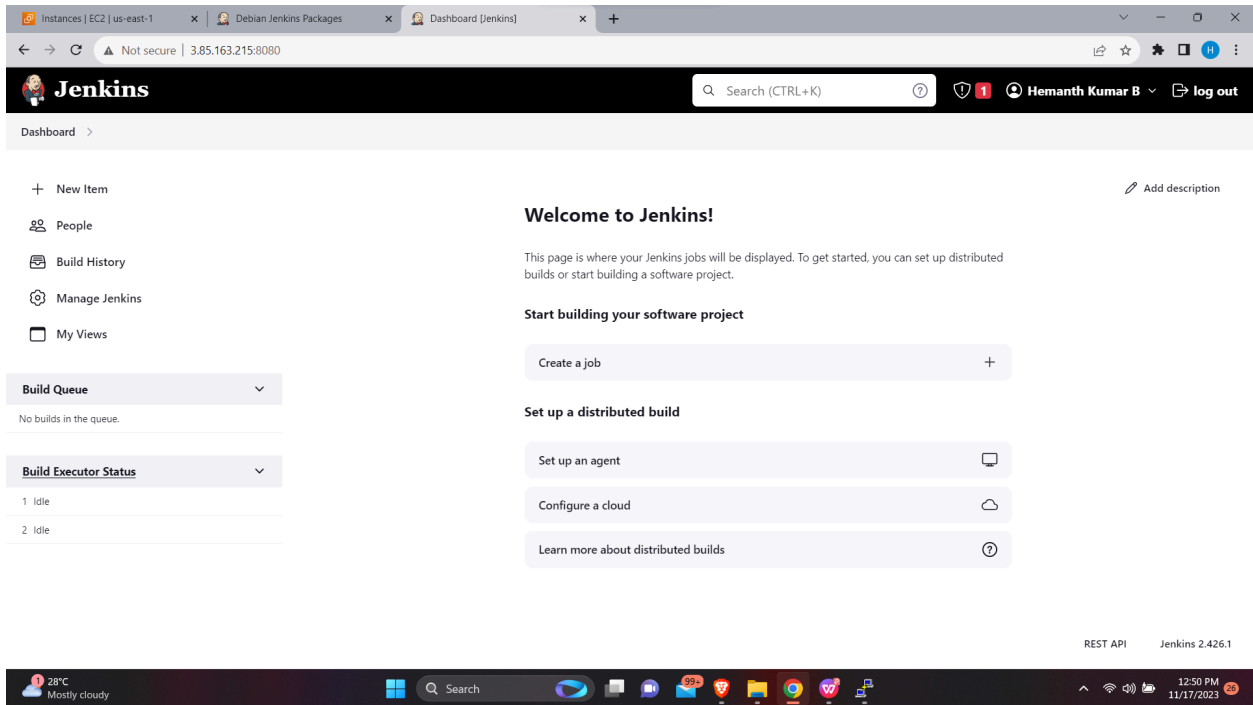 Instances | EC2 | us-east-1
Debian Jenkins Packages
Dashboard [Jenkins]
Not secure | 3.85.163.215:8080
H
Jenkins
Search (CTRL+K)
1
Hemanth Kumar B
log out
Dashboard
New Item
People
Build History
Manage Jenkins
My Views
Build Queue
No builds in the queue.
Build Executor Status
1 Idle
2 Idle
Add description
Welcome to Jenkins!
This page is where your Jenkins jobs will be displayed. To get started, you can set up distributed
builds or start building a software project.
Start building your software project
Create a job
Set up a distributed build
Set up an agent
Configure a cloud
Learn more about distributed builds
REST API
Jenkins 2.426.1
1
28°C
Mostly cloudy
Search
99+
12:50 PM
11/17/2023
26